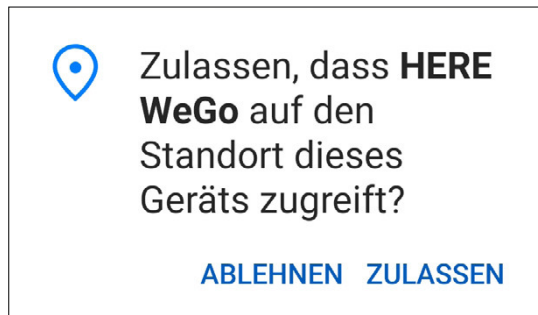 Zulassen, dass HERE
WeGo auf den
Standort dieses
Geräts zugreift?
ABLEHNEN ZULASSEN